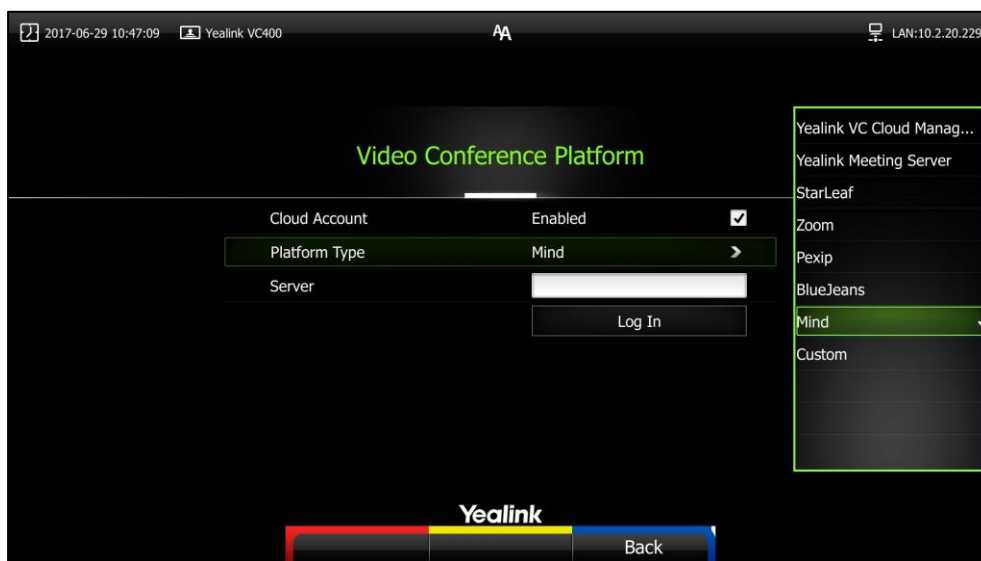 2017-06-29 10:47:09 Yealink VC400 AA LAN:10.2.20.229
Video Conference Platform
Cloud Account Enabled
Platform Type Mind
Server
Log In
Yealink VC Cloud Manag...
Yealink Meeting Server
StarLeaf
Zoom
Pexip
BlueJeans
Mind
Custom
Yealink
Back